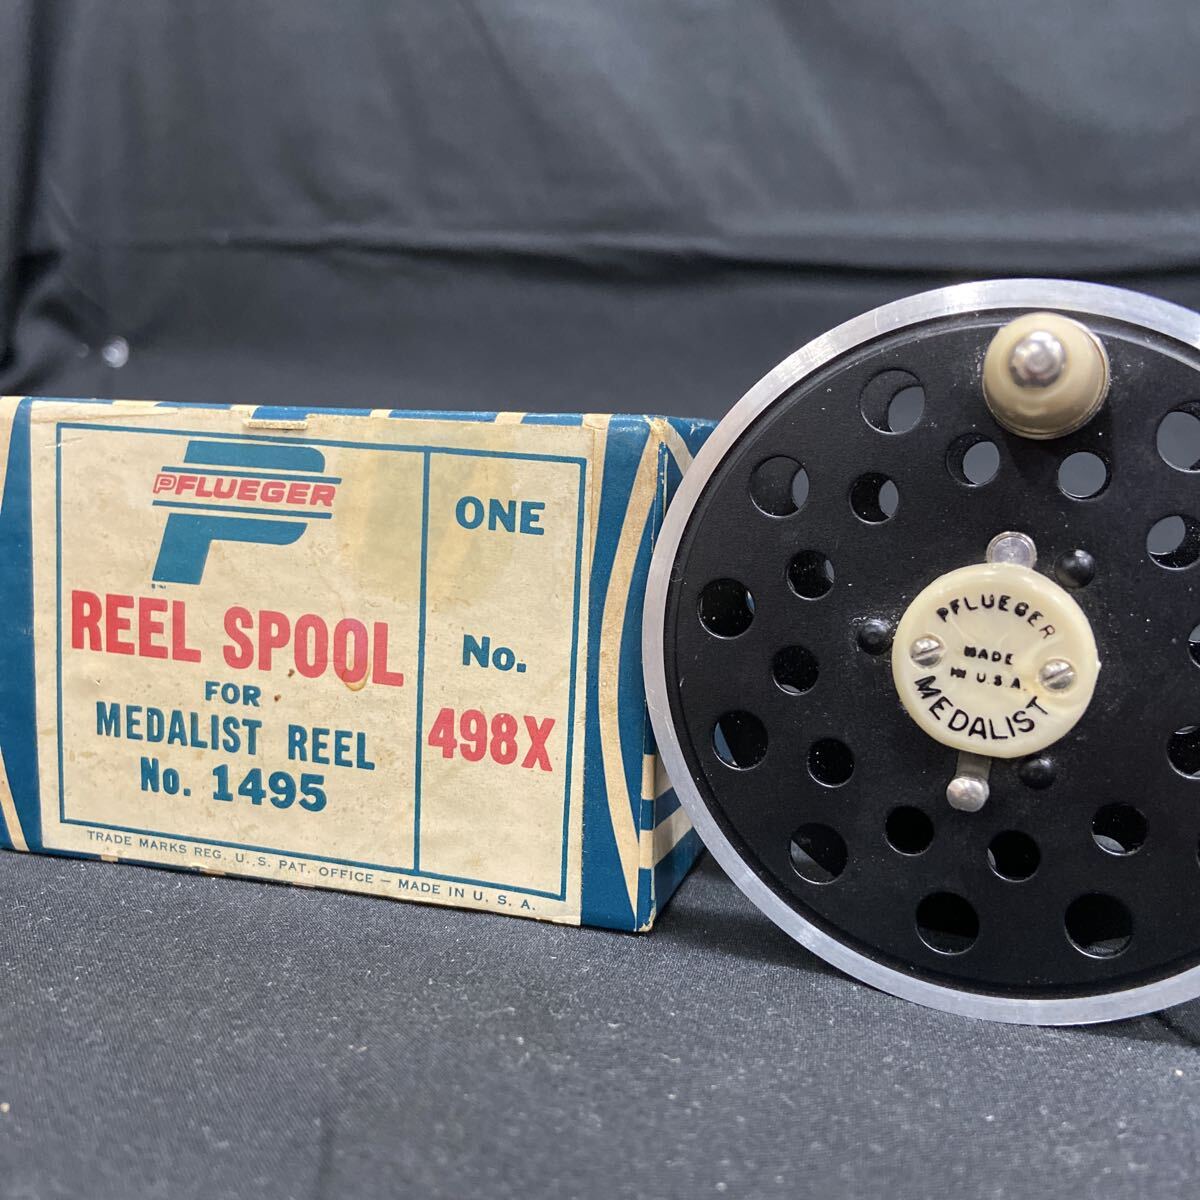 PFLUEGER
REEL SPOOL
FOR
MEDALIST REEL
No. 1495
ONE
No.
498X
TRADE MARKS REG. U.S. PAT. OFFICE — MADE IN U. S. A.
PFLUEGER
MADE
IN U.S.A.
MEDALIST